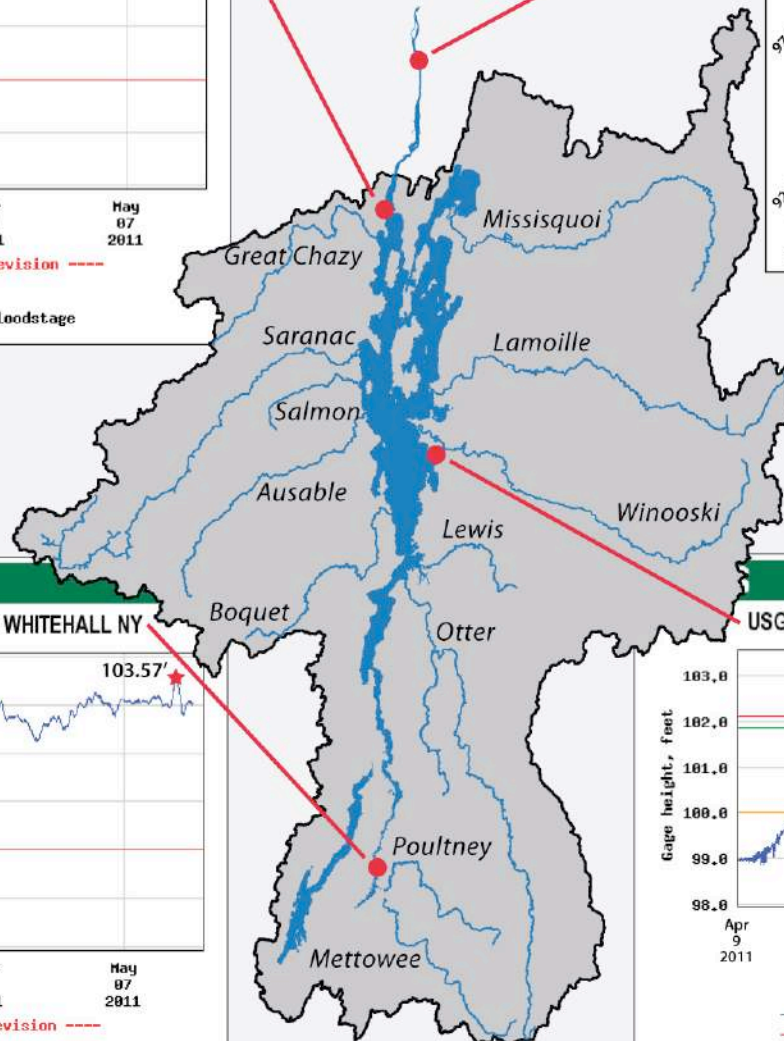 May
07
2011
evision ----
loodstage
Missisquoi
Great Chazy
Saranac
Lamoille
Salmon
Ausable
Winooski
Lewis
Boquet
Otter
WHITEHALL NY
USG
103.57'
Gage height, feet
103.0
102.0
101.0
100.0
99.0
98.0
Apr
9
2011
Poultney
Mettowee
May
07
2011
evision ----